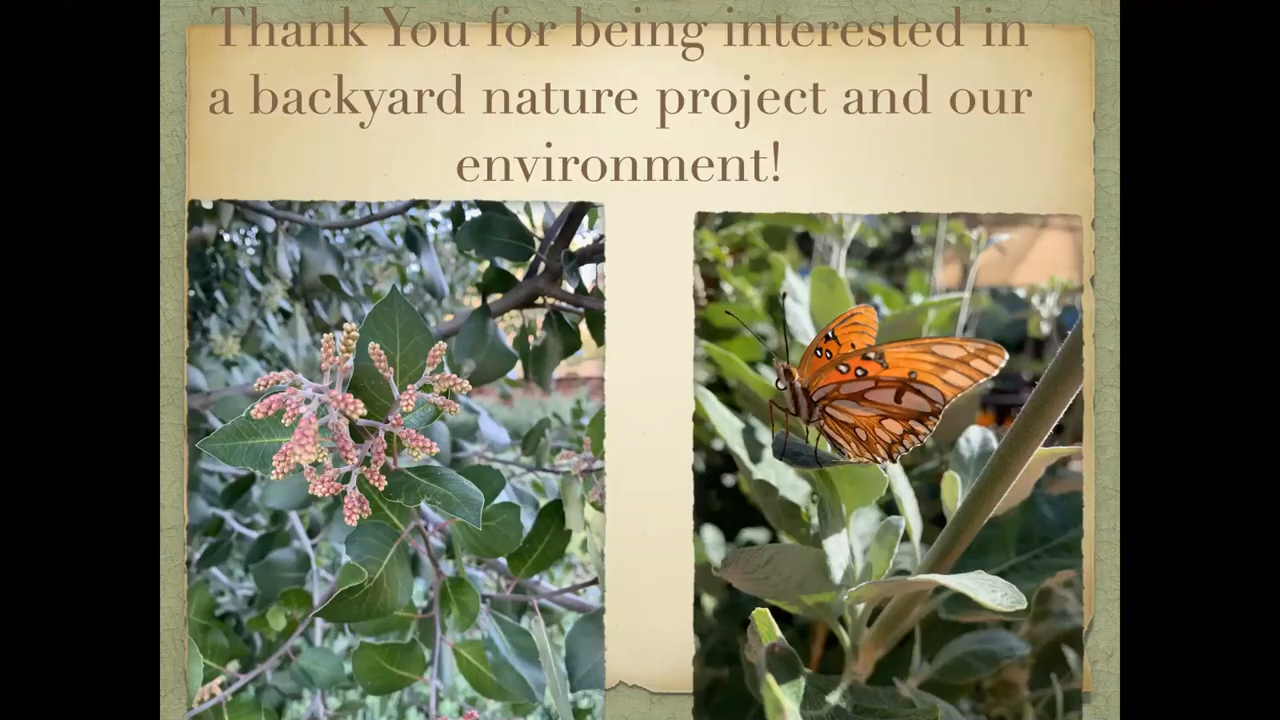 Thank You for being interested in
a backyard nature project and our
environment!